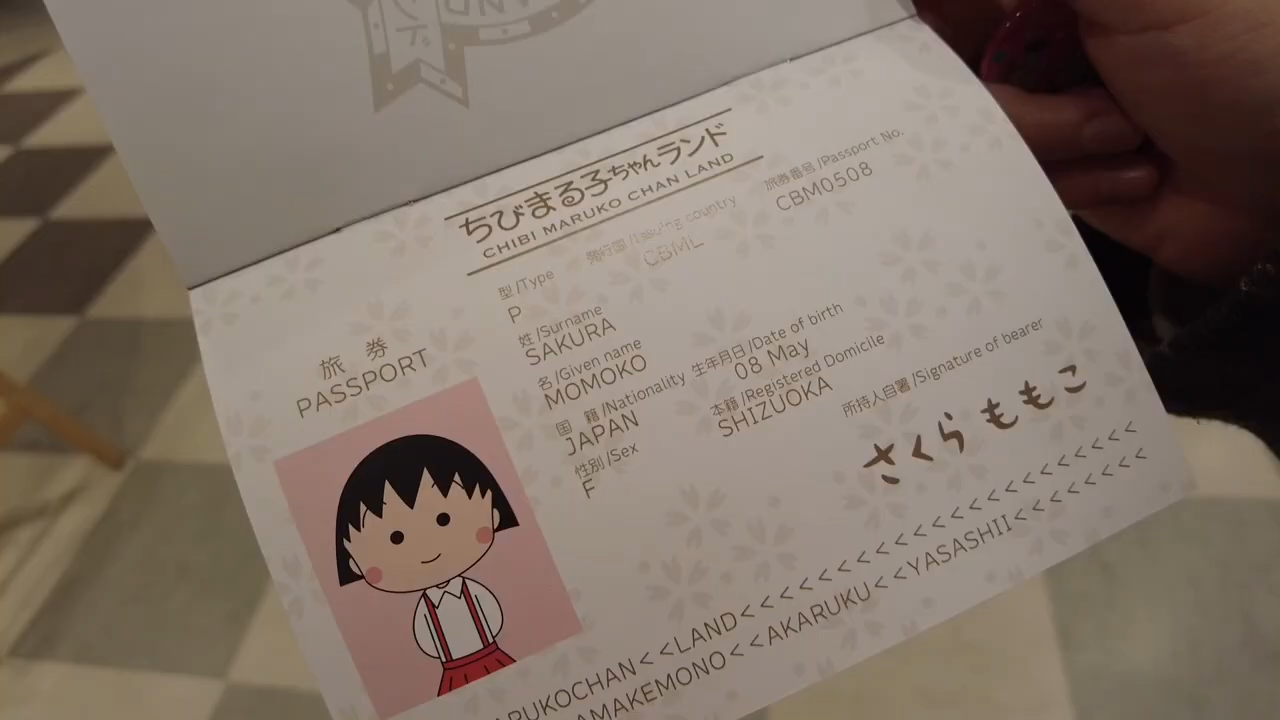 ちびまる子ちゃんランド
CHIBI MARUKO CHAN LAND
旅券
PASSPORT
型/Type
P
発行国/Issuing country
CBML
旅券番号/Passport No.
CBM0508
姓/Surname
SAKURA
名/Given name
MOMOKO
国 籍/Nationality
JAPAN
生年月日/Date of birth
08 May
性別/Sex
F
本籍/Registered Domicile
SHIZUOKA
所持人自署/Signature of bearer
さくらももこ
ARUKOCHAN<<LAND<<<<<<<<<<<<<<<<<<<<<
AMAKEMONO<<AKARUKU<<YASASHII<<<<<<<<